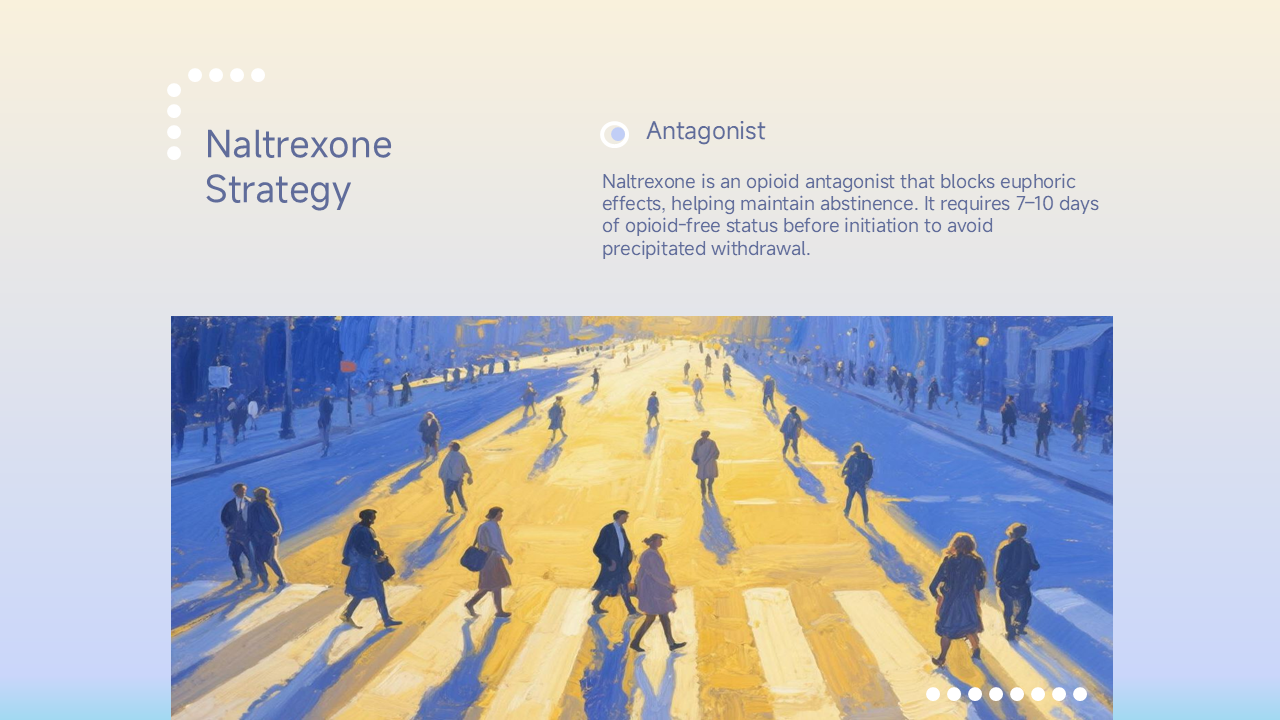 Naltrexone
Strategy
Antagonist
Naltrexone is an opioid antagonist that blocks euphoric
effects, helping maintain abstinence. It requires 7–10 days
of opioid-free status before initiation to avoid
precipitated withdrawal.